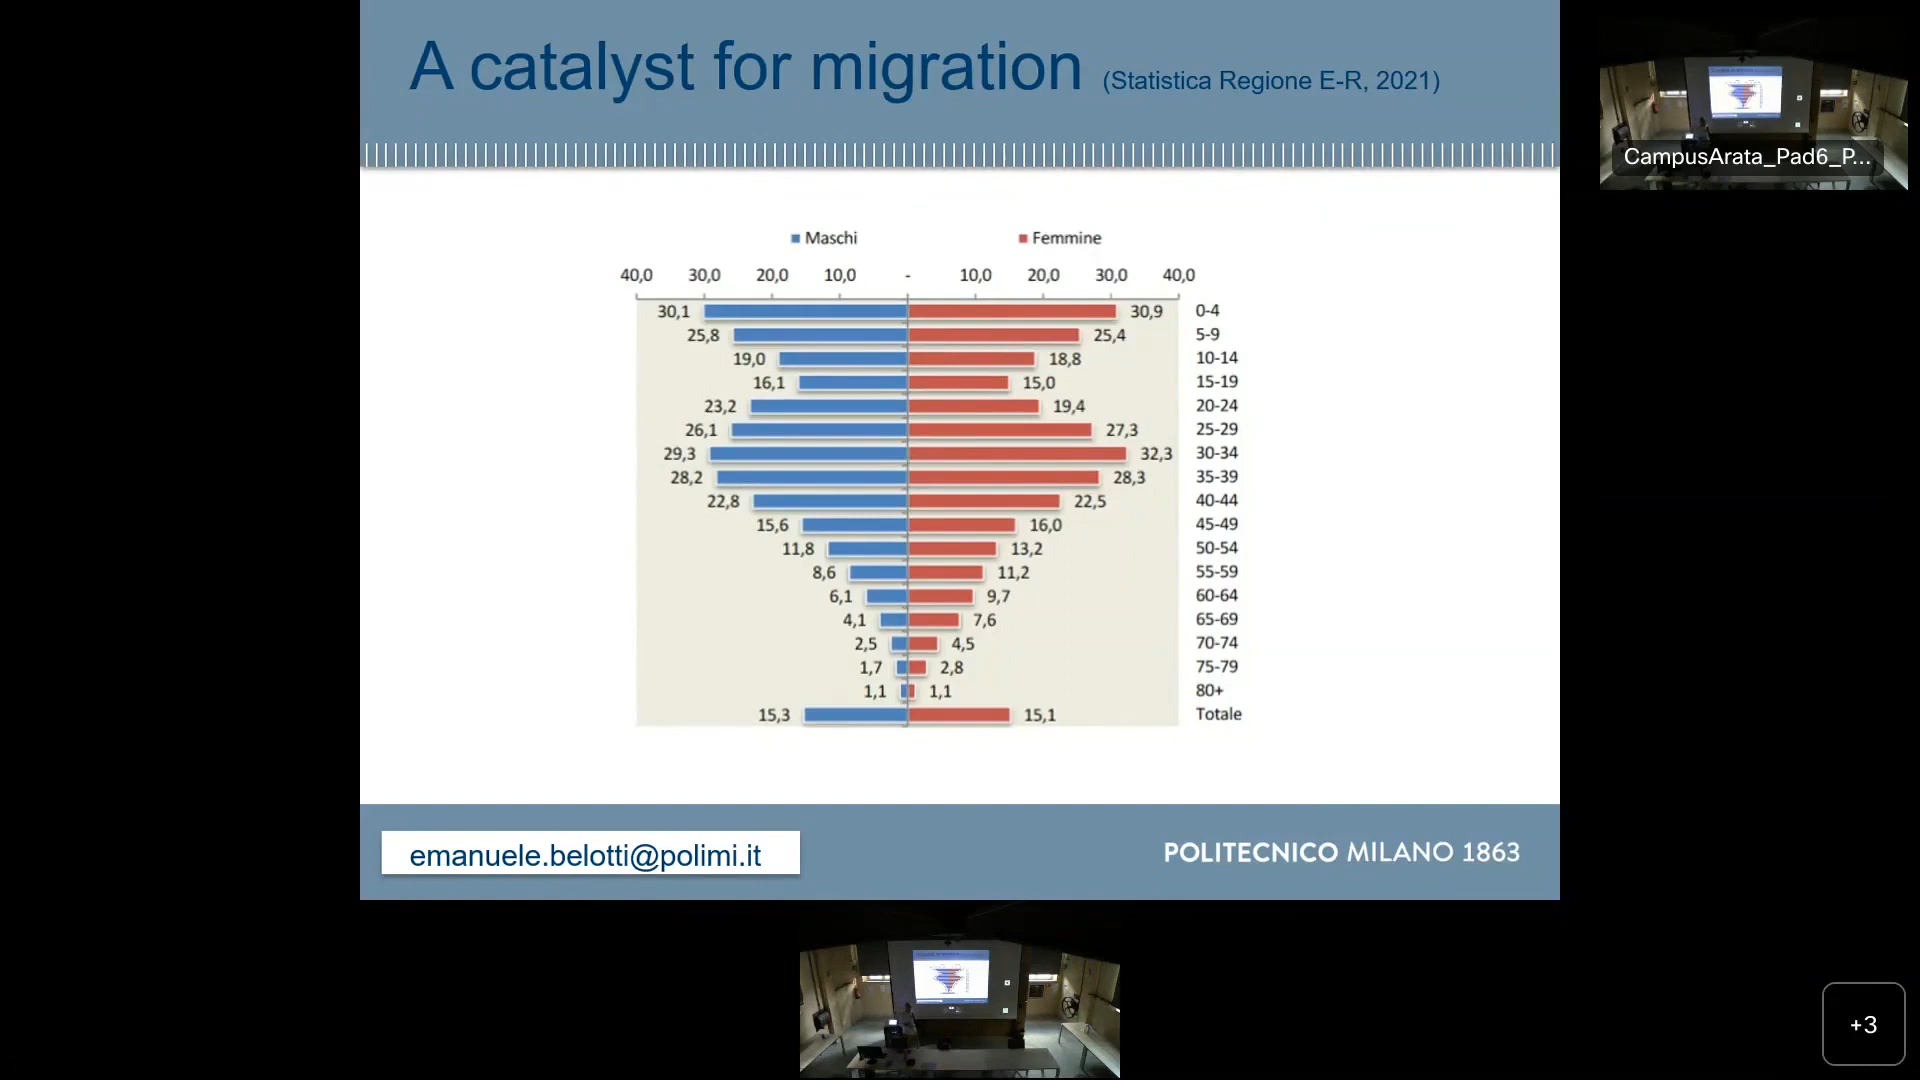 A catalyst for migration (Statistica Regione E-R, 2021)
CampusArata_Pad6_P...
Maschi Femmine
40,0 30,0 20,0 10,0 - 10,0 20,0 30,0 40,0
30,1 30,9 0-4
25,8 25,4 5-9
19,0 18,8 10-14
16,1 15,0 15-19
23,2 19,4 20-24
26,1 27,3 25-29
29,3 32,3 30-34
28,2 28,3 35-39
22,8 22,5 40-44
15,6 16,0 45-49
11,8 13,2 50-54
8,6 11,2 55-59
6,1 9,7 60-64
4,1 7,6 65-69
2,5 4,5 70-74
1,7 2,8 75-79
1,1 1,1 80+
15,3 15,1 Totale
emanuele.belotti@polimi.it
POLITECNICO MILANO 1863
+3